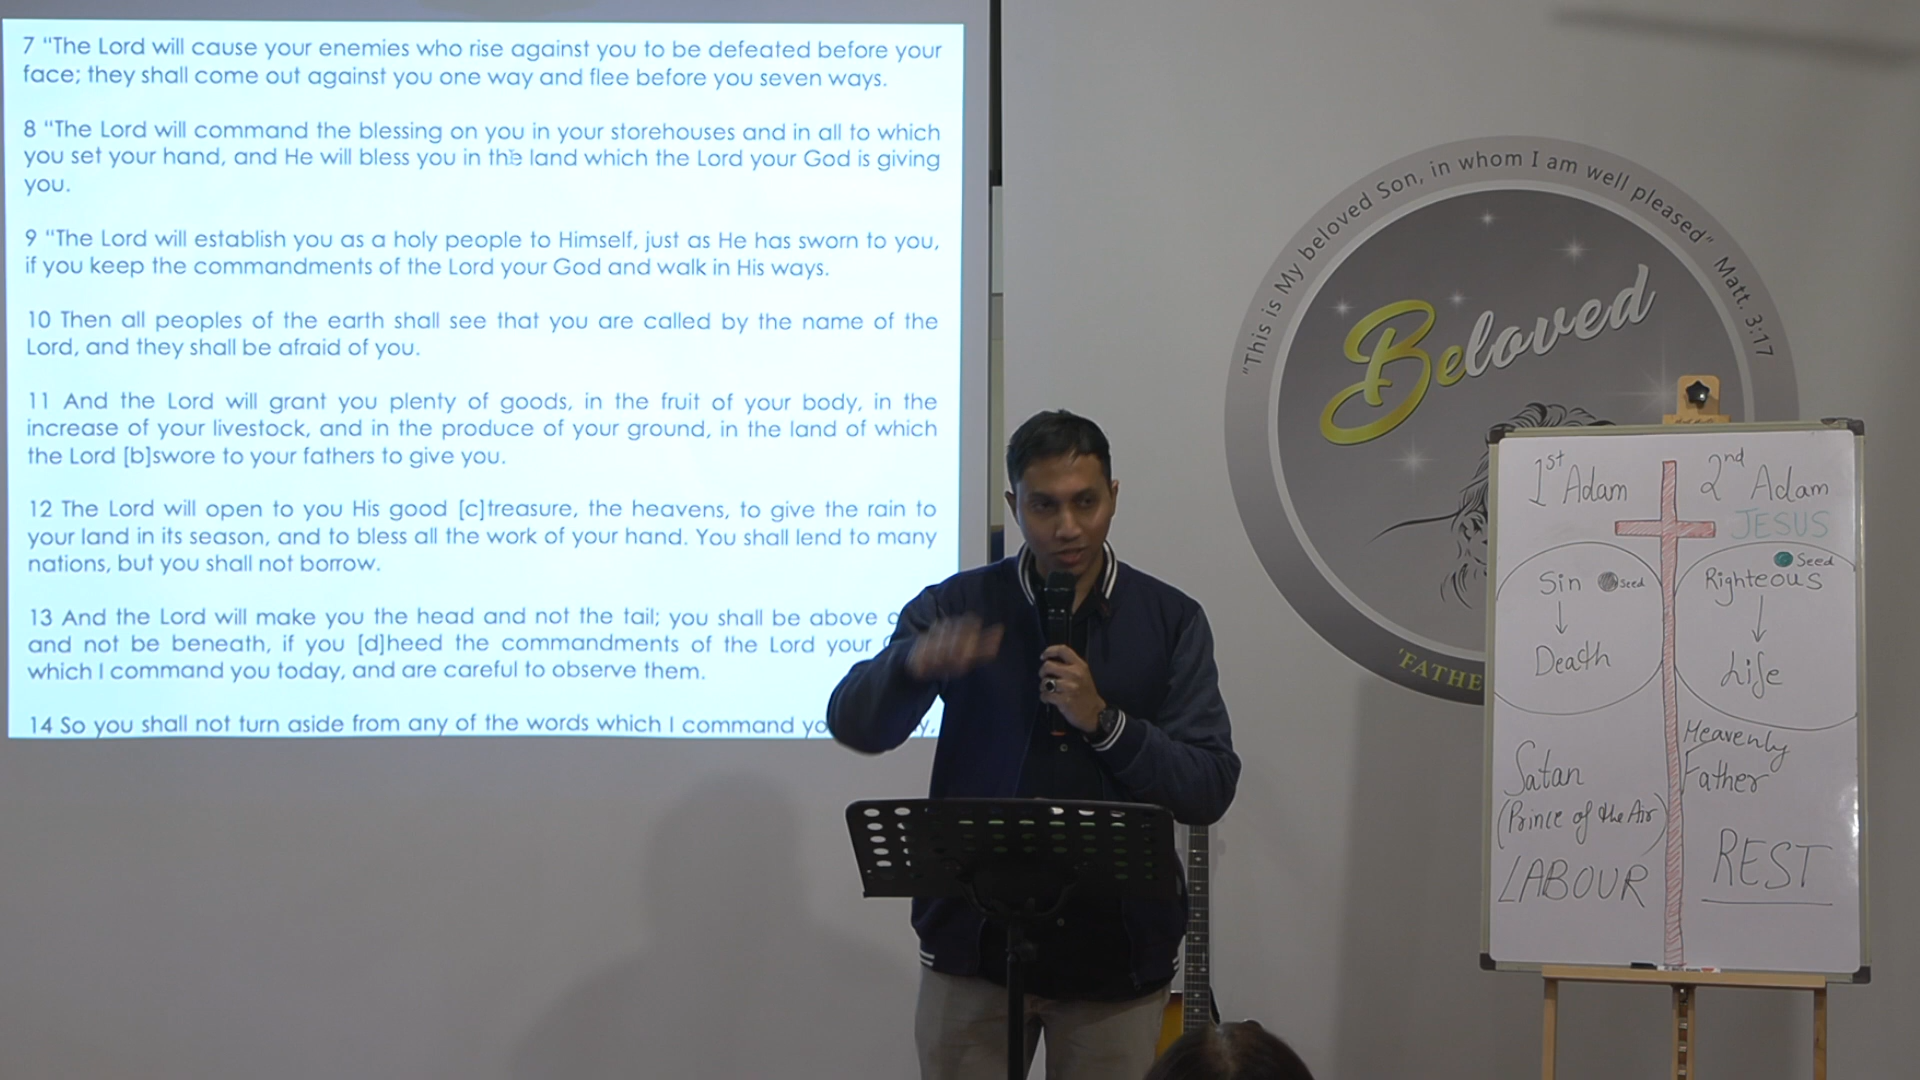 7 "The Lord will cause your enemies who rise against you to be defeated before your
face; they shall come out against you one way and flee before you seven ways.
8 "The Lord will command the blessing on you in your storehouses and in all to which
you set your hand, and He will bless you in the land which the Lord your God is giving
you.
9 "The Lord will establish you as a holy people to Himself, just as He has sworn to you,
if you keep the commandments of the Lord your God and walk in His ways.
10 Then all peoples of the earth shall see that you are called by the name of the
Lord, and they shall be afraid of you.
11 And the Lord will grant you plenty of goods, in the fruit of your body, in the
increase of your livestock, and in the produce of your ground, in the land of which
the Lord [b]swore to your fathers to give you.
12 The Lord will open to you His good [c]treasure, the heavens, to give the rain to
your land in its season, and to bless all the work of your hand. You shall lend to many
nations, but you shall not borrow.
13 And the Lord will make you the head and not the tail; you shall be above
and not be beneath, if you [d]heed the commandments of the Lord your
which I command you today, and are careful to observe them.
14 So you shall not turn aside from any of the words which I command
"This is My beloved Son, in whom I am well pleased" Matt. 3:17
Beloved
'FATHE
1st Adam
2nd Adam
JESUS
Sin Seed
Death
Seed
Righteous
Life
Satan
(Prince of the Air)
LABOUR
Heavenly
Father
REST